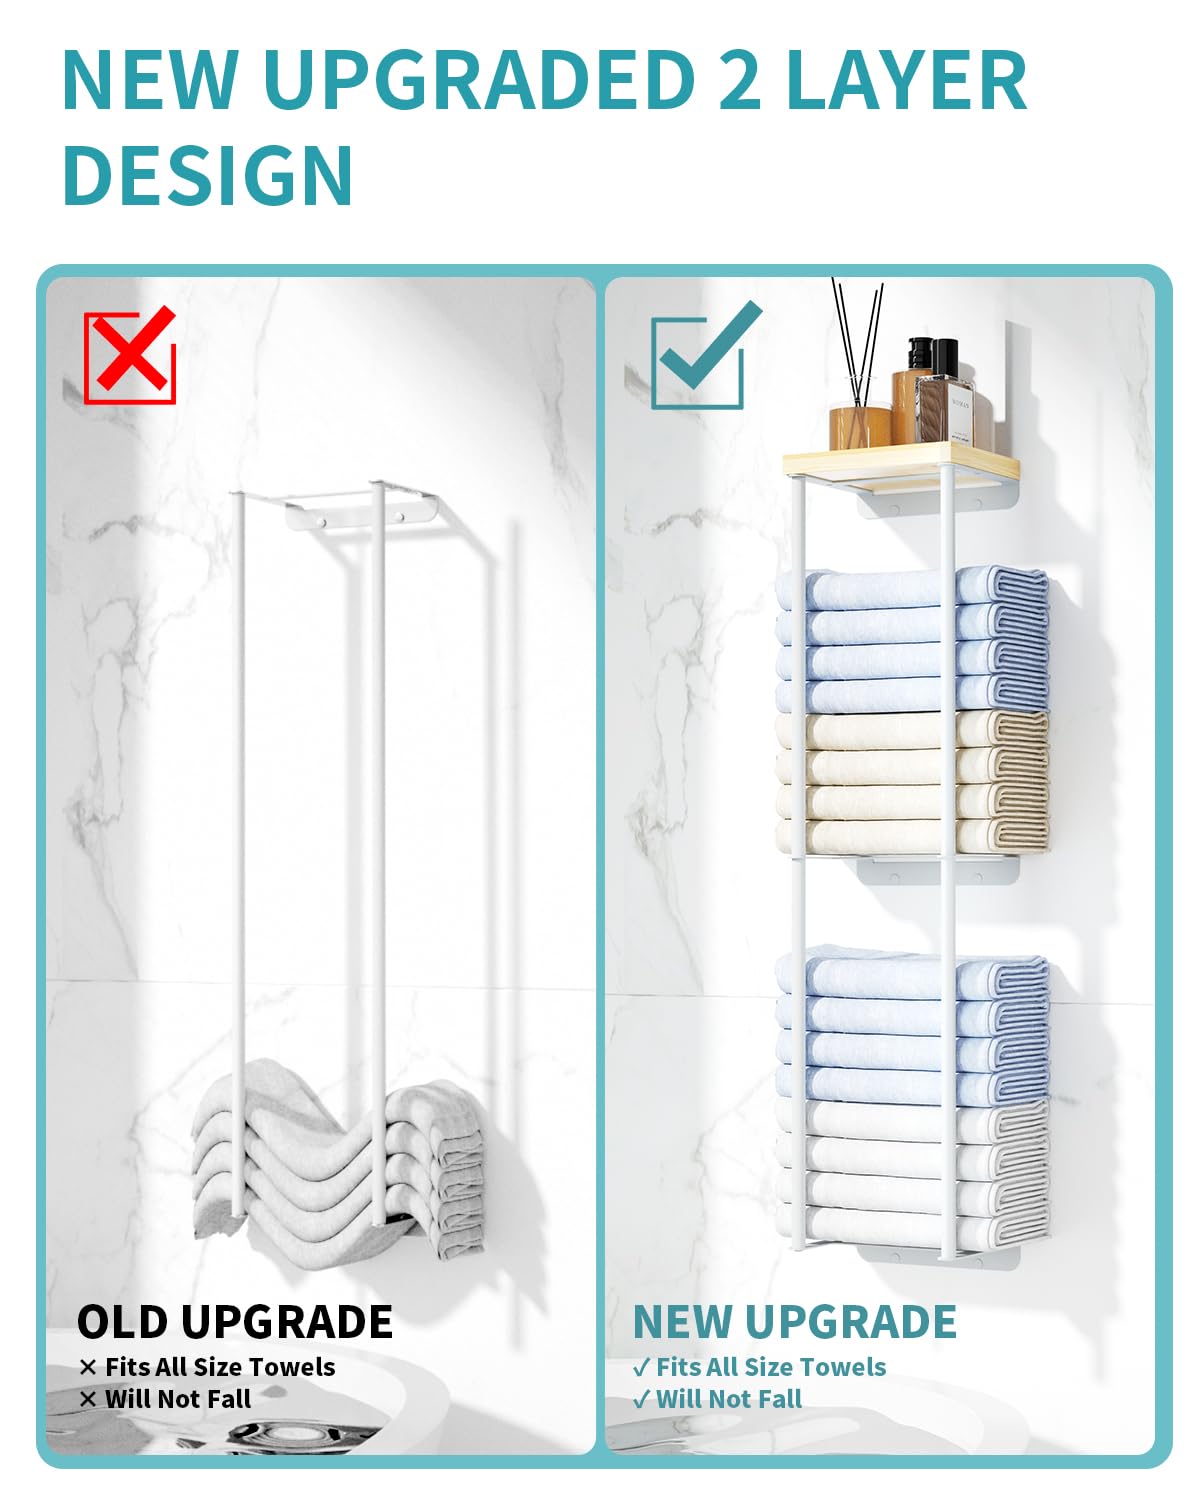 NEW UPGRADED 2 LAYER
DESIGN
OLD UPGRADE
✕ Fits All Size Towels
✕ Will Not Fall
NEW UPGRADE
✓ Fits All Size Towels
✓ Will Not Fall